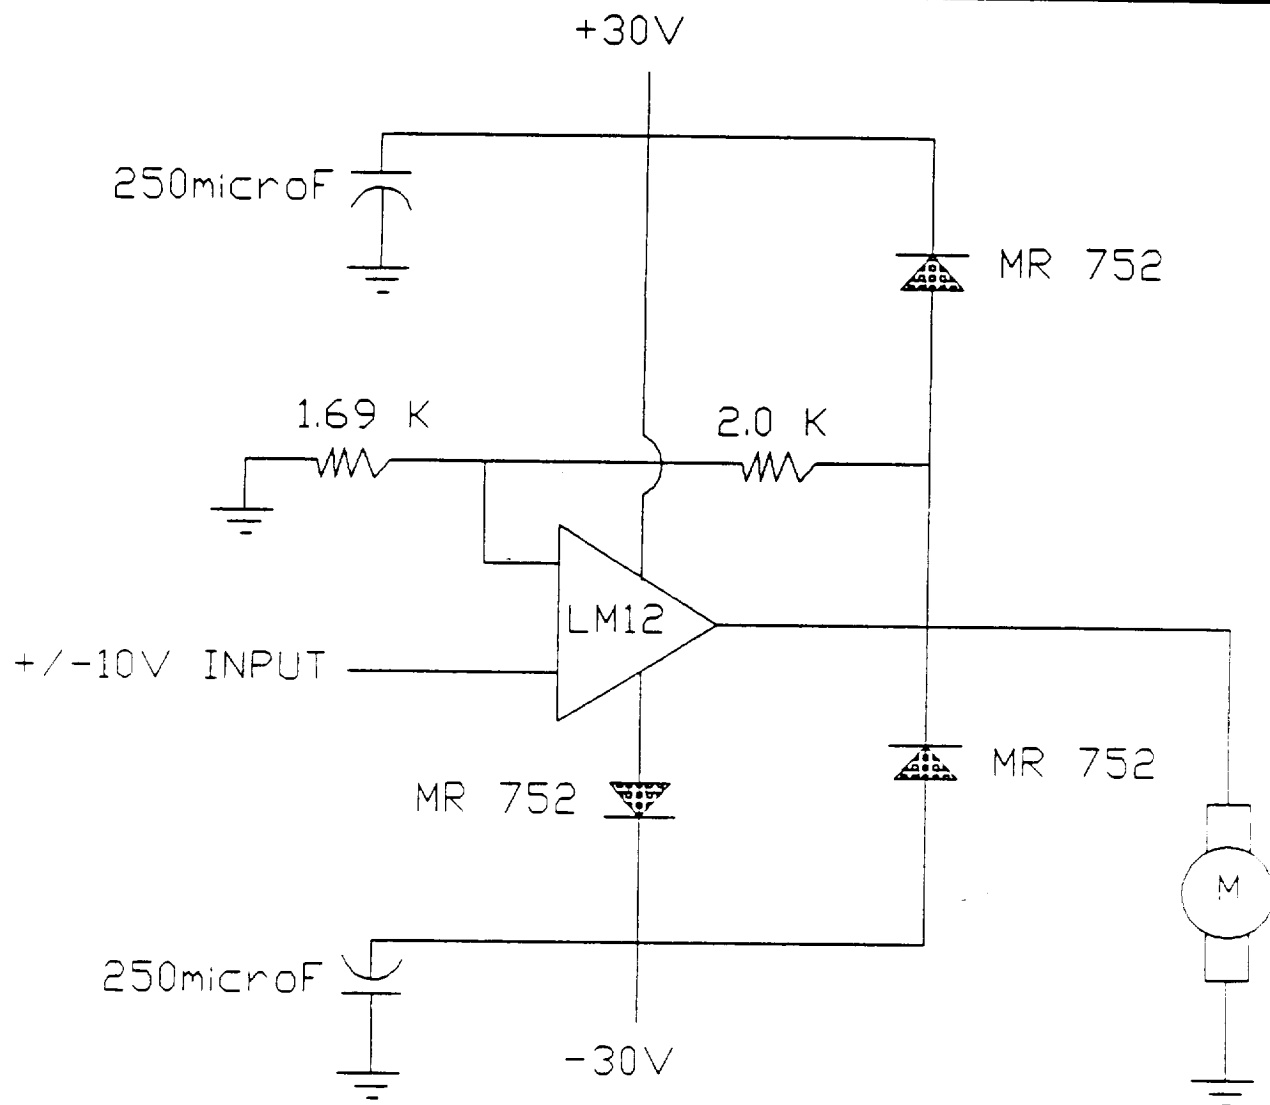 +30V
250microF
MR 752
1.69 K
2.0 K
LM12
+/-10V INPUT
MR 752
MR 752
M
250microF
-30V